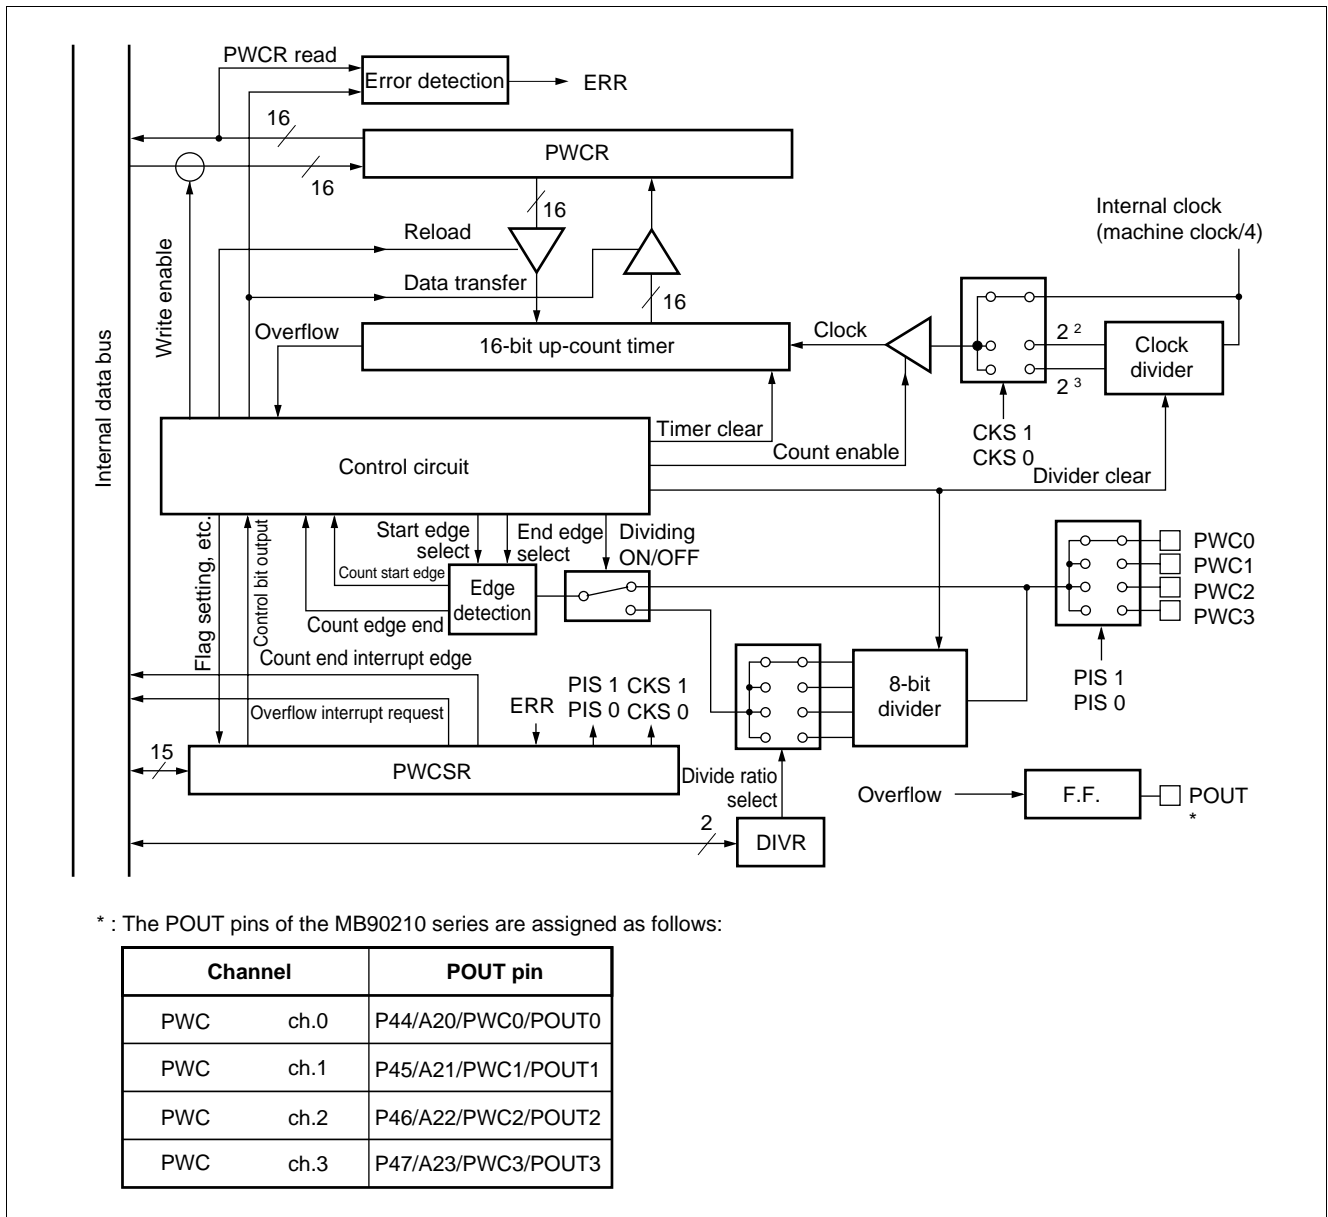 PWCR read
Error detection
ERR
16
PWCR
16
16
Internal clock
(machine clock/4)
Reload
Write enable
Data transfer
16
Internal data bus
Overflow
16-bit up-count timer
Clock
2 2
Clock
divider
2 3
CKS 1
CKS 0
Timer clear
Control circuit
Count enable
Divider clear
Flag setting, etc.
Control bit output
Start edge
select
End edge
select
Dividing
ON/OFF
PWC0
PWC1
PWC2
PWC3
Count start edge
Edge
detection
Count edge end
Count end interrupt edge
PIS 1
PIS 0
8-bit
divider
Overflow interrupt request
ERR
PIS 1 CKS 1
PIS 0 CKS 0
15
PWCSR
Divide ratio
select
Overflow
F.F.
POUT
*
2
DIVR
* : The POUT pins of the MB90210 series are assigned as follows:
Channel POUT pin
PWC ch.0 P44/A20/PWC0/POUT0
PWC ch.1 P45/A21/PWC1/POUT1
PWC ch.2 P46/A22/PWC2/POUT2
PWC ch.3 P47/A23/PWC3/POUT3